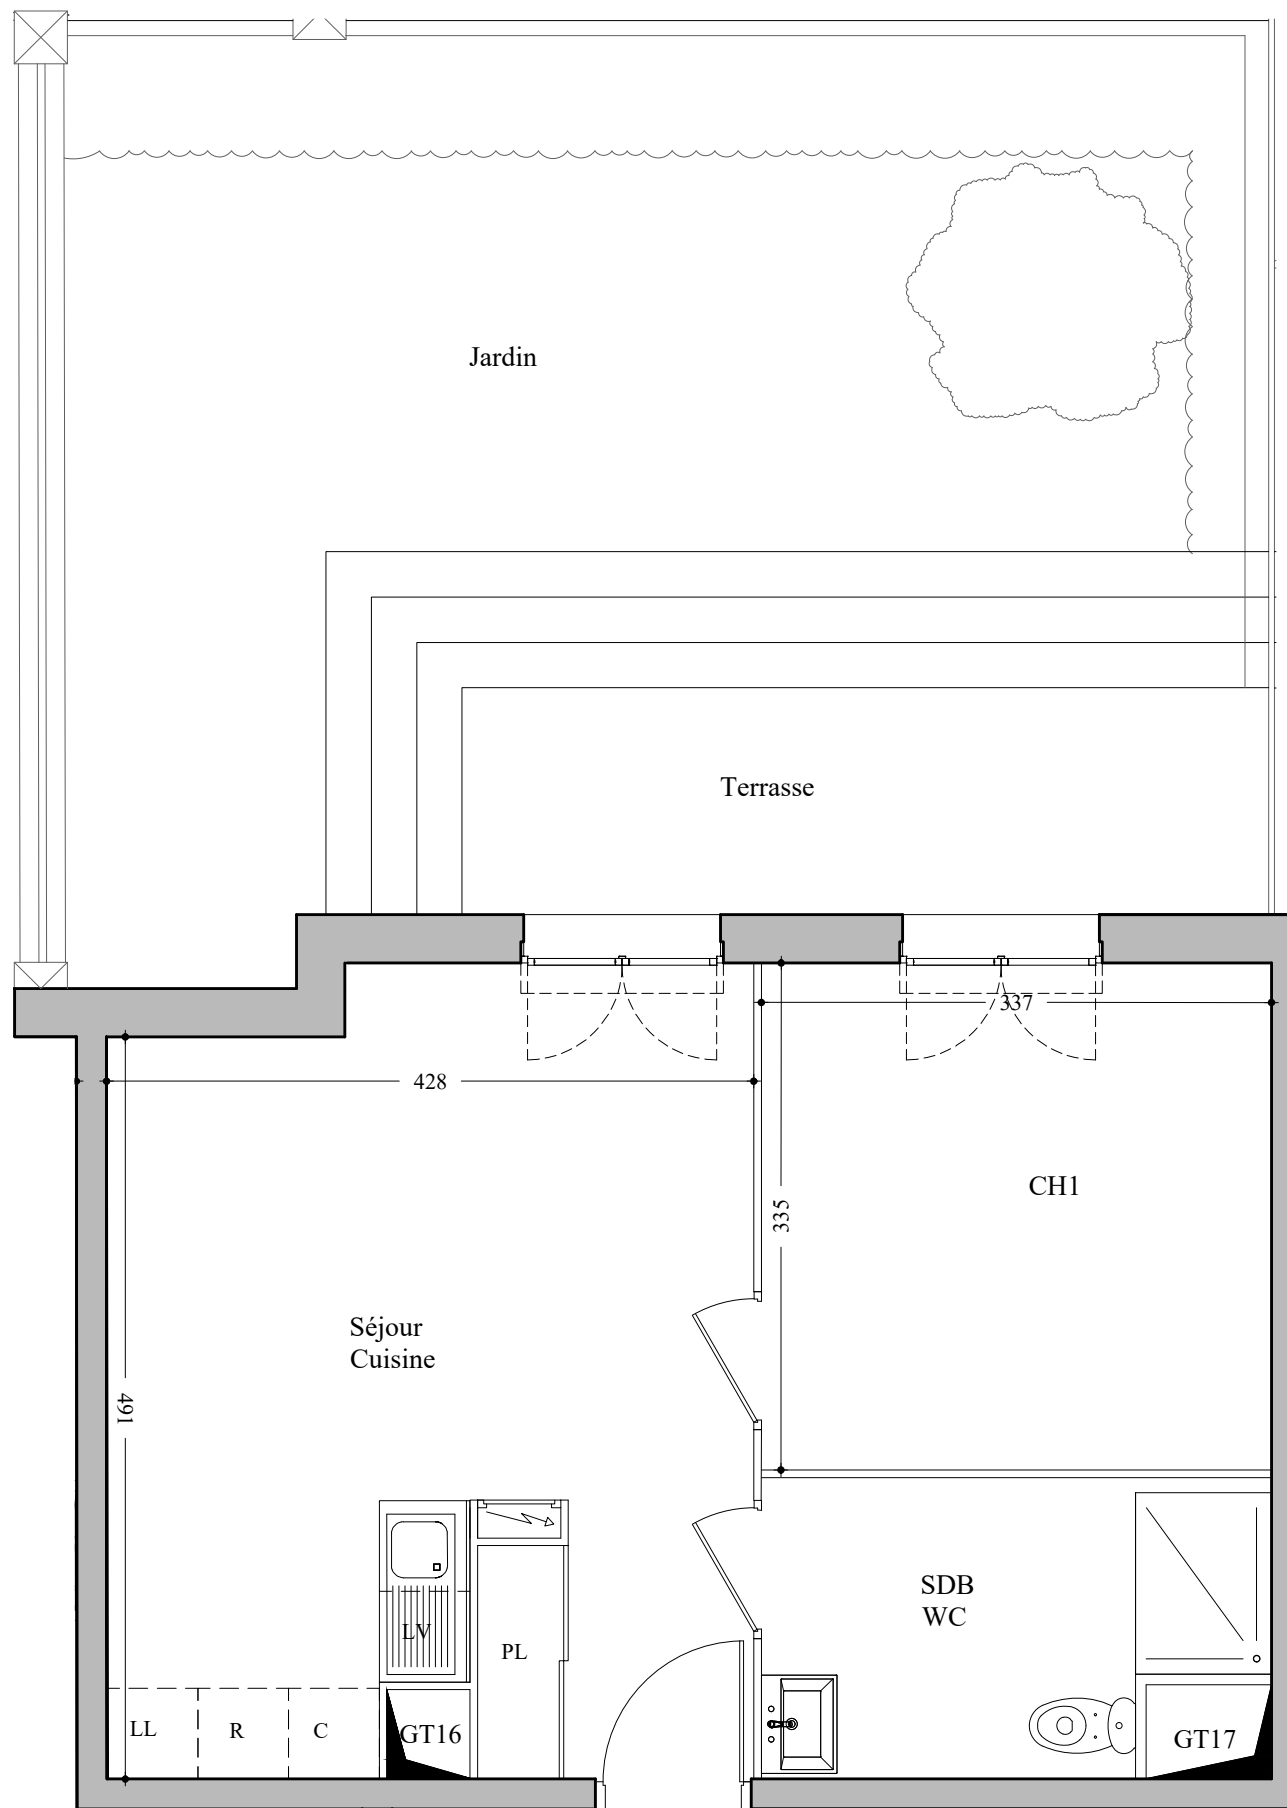 Jardin
Terrasse
337
428
CH1
335
Séjour
Cuisine
491
SDB
WC
LV
PL
LL
R
C
GT16
GT17